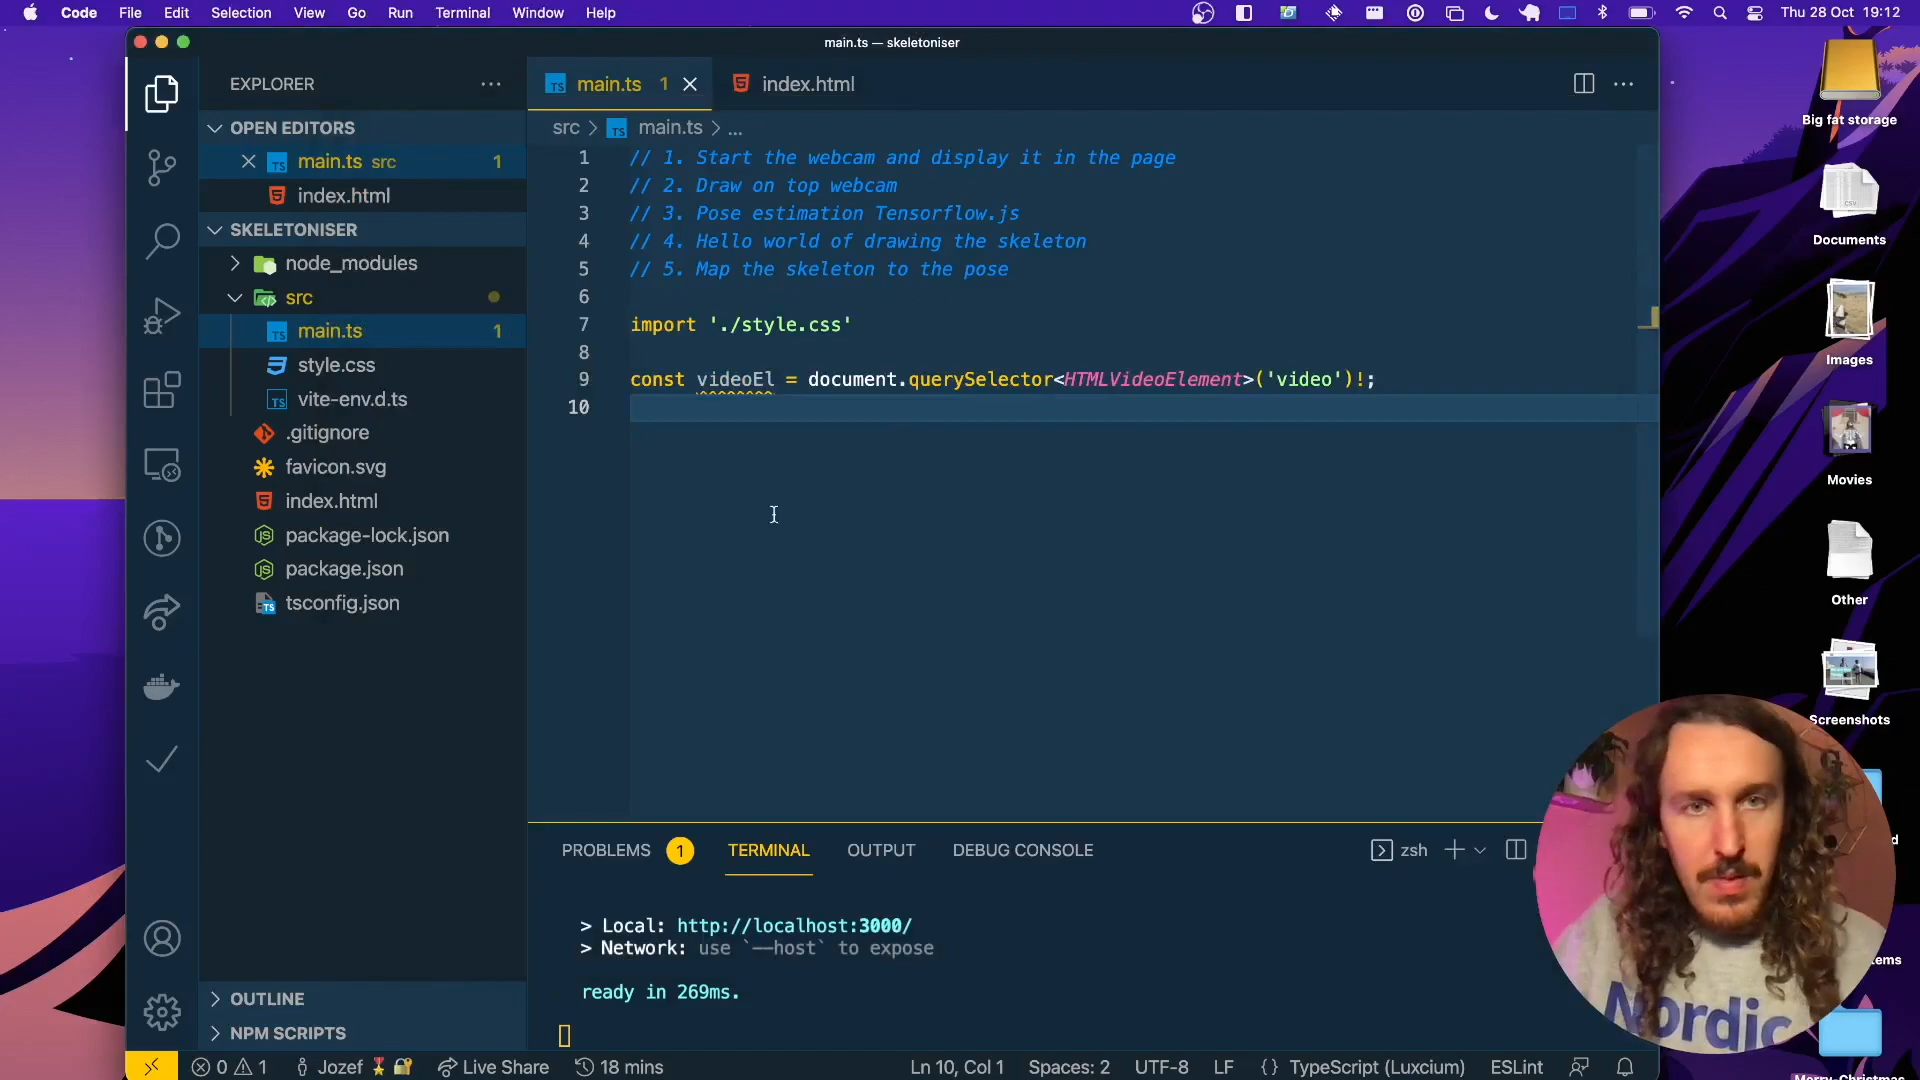 Code File Edit Selection View Go Run Terminal Window Help Thu 28 Oct 19:12
main.ts — skeletoniser
EXPLORER
OPEN EDITORS
main.ts src 1
index.html
SKELETONISER
node_modules
src
main.ts 1
style.css
vite-env.d.ts
.gitignore
favicon.svg
index.html
package-lock.json
package.json
tsconfig.json
OUTLINE
NPM SCRIPTS
main.ts 1 index.html
src > main.ts > ...
1 // 1. Start the webcam and display it in the page
2 // 2. Draw on top webcam
3 // 3. Pose estimation Tensorflow.js
4 // 4. Hello world of drawing the skeleton
5 // 5. Map the skeleton to the pose
6
7 import './style.css'
8
9 const videoEl = document.querySelector<HTMLVideoElement>('video')!;
10
PROBLEMS 1 TERMINAL OUTPUT DEBUG CONSOLE zsh
> Local: http://localhost:3000/
> Network: use `--host` to expose
ready in 269ms.
0 1 Jozef Live Share 18 mins Ln 10, Col 1 Spaces: 2 UTF-8 LF {} TypeScript (Luxcium) ESLint
Big fat storage
CSV
Documents
Images
Movies
Other
Screenshots
Nordic